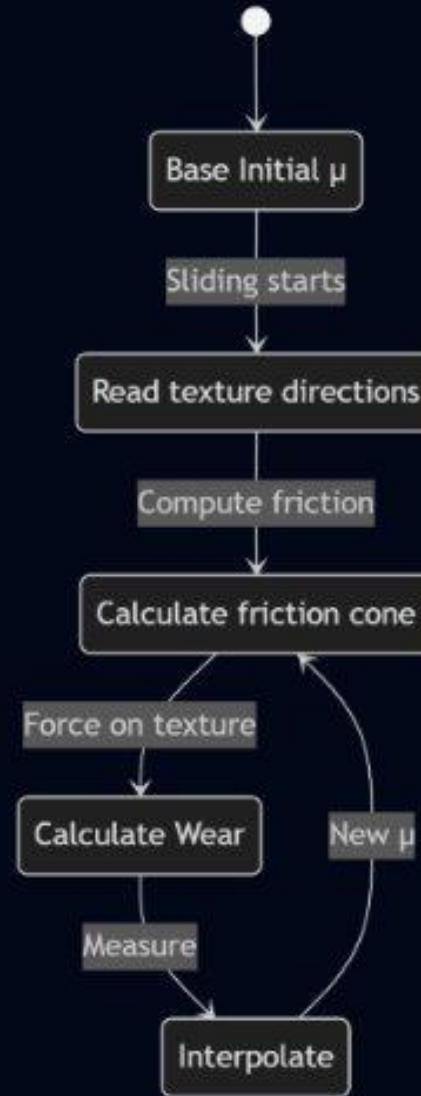 Base Initial μ
Sliding starts
Read texture directions
Compute friction
Calculate friction cone
Force on texture
Calculate Wear
New μ
Measure
Interpolate